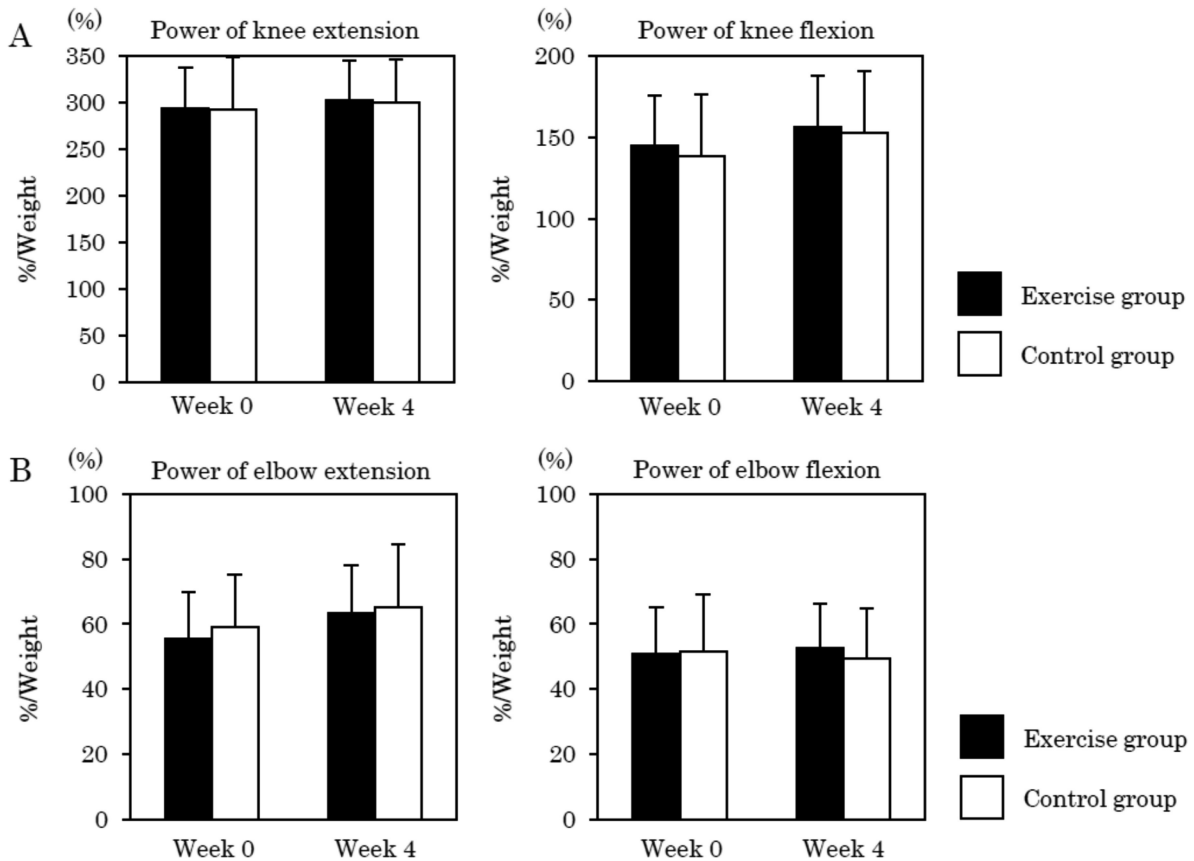 A
(%)
Power of knee extension
350
300
250
200
150
100
50
0
%/Weight
Week 0
Week 4
(%)
Power of knee flexion
200
150
100
50
0
%/Weight
Week 0
Week 4
Exercise group
Control group
B
(%)
Power of elbow extension
100
80
60
40
20
0
%/Weight
Week 0
Week 4
(%)
Power of elbow flexion
100
80
60
40
20
0
%/Weight
Week 0
Week 4
Exercise group
Control group